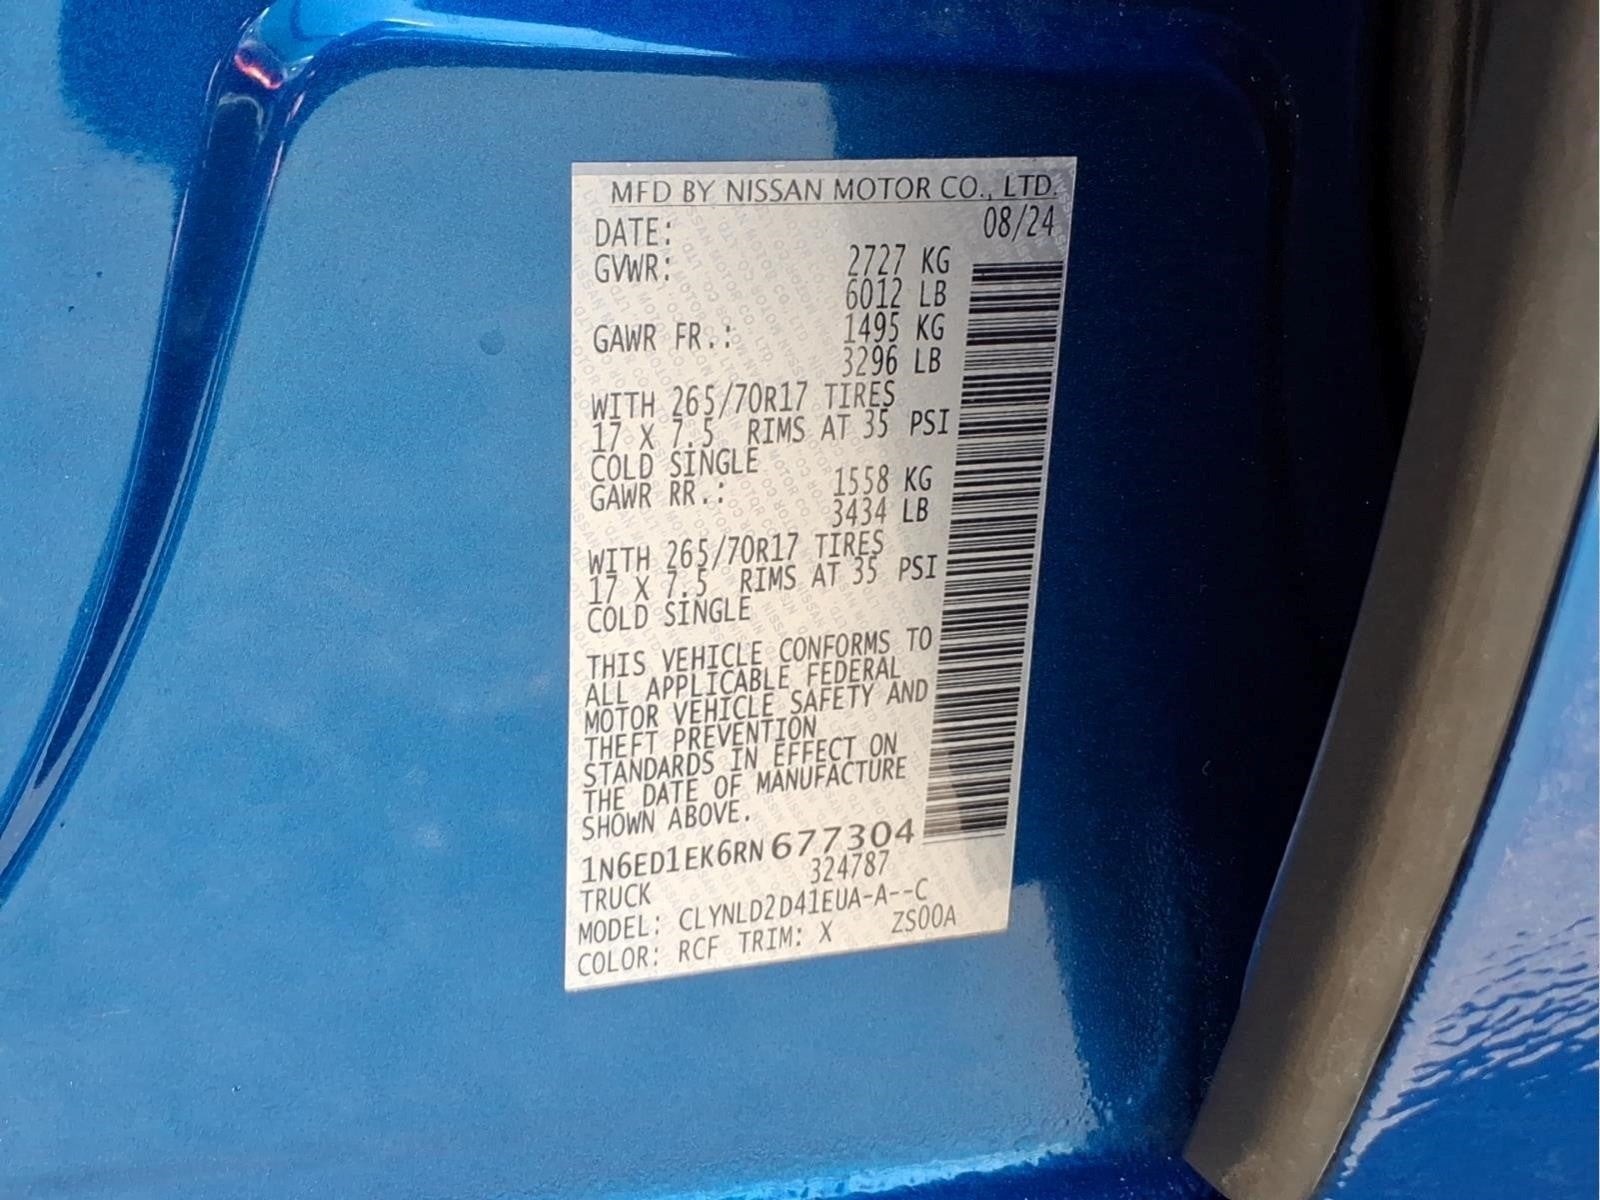 MFD BY NISSAN MOTOR CO., LTD.
DATE: 08/24
GVWR: 2727 KG
6012 LB
GAWR FR.: 1495 KG
3296 LB
WITH 265/70R17 TIRES
17 X 7.5 RIMS AT 35 PSI
COLD SINGLE
GAWR RR.: 1558 KG
3434 LB
WITH 265/70R17 TIRES
17 X 7.5 RIMS AT 35 PSI
COLD SINGLE
THIS VEHICLE CONFORMS TO
ALL APPLICABLE FEDERAL
MOTOR VEHICLE SAFETY AND
THEFT PREVENTION
STANDARDS IN EFFECT ON
THE DATE OF MANUFACTURE
SHOWN ABOVE.
1N6ED1EK6RN677304
324787
TRUCK
MODEL: CLYNLD2D41EUA-A--C
COLOR: RCF TRIM: X ZS00A